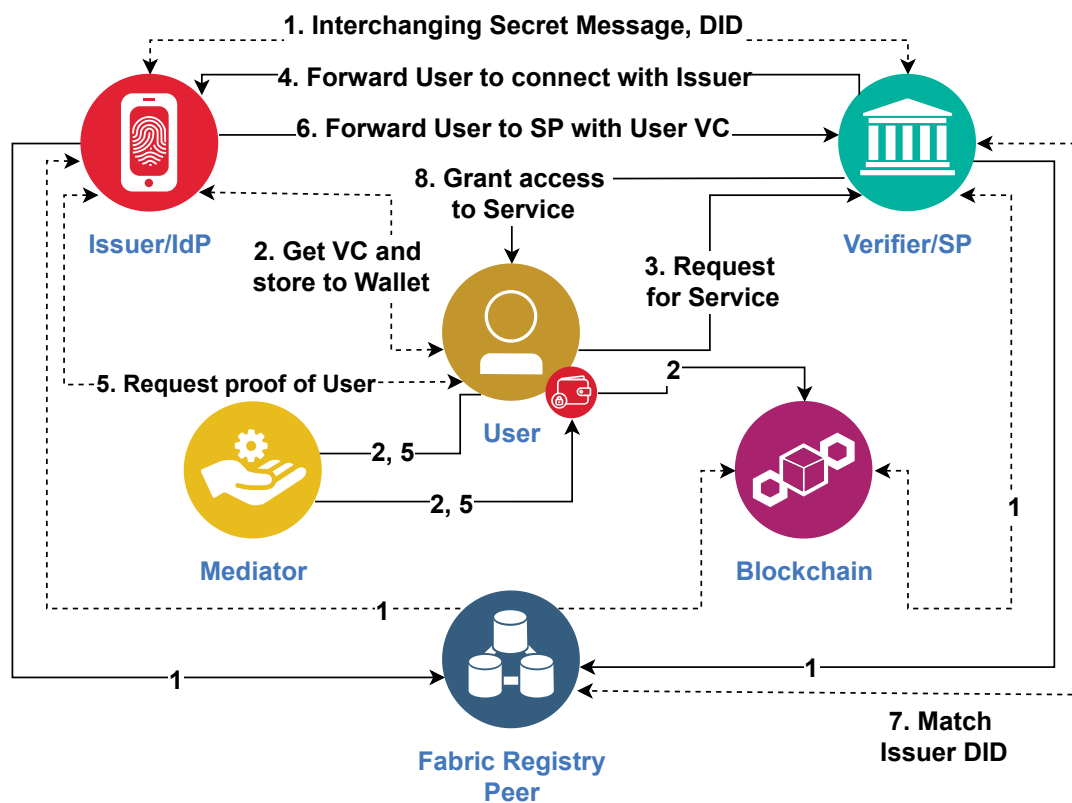 1. Interchanging Secret Message, DID
4. Forward User to connect with Issuer
6. Forward User to SP with User VC
8. Grant access
to Service
Issuer/IdP
Verifier/SP
2. Get VC and
store to Wallet
3. Request
for Service
5. Request proof of User
2
User
2, 5
2, 5
1
Mediator
Blockchain
1
1
1
7. Match
Issuer DID
Fabric Registry
Peer